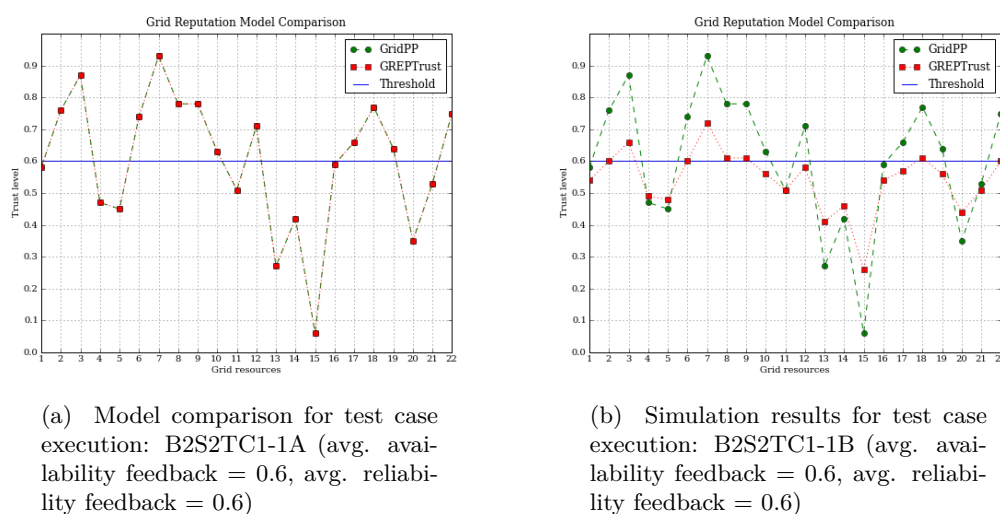 Grid Reputation Model Comparison
GridPP
GREPTrust
Threshold
Trust level
0.9
0.8
0.7
0.6
0.5
0.4
0.3
0.2
0.1
0.0
1 2 3 4 5 6 7 8 9 10 11 12 13 14 15 16 17 18 19 20 21 22
Grid resources
(a) Model comparison for test case
execution: B2S2TC1-1A (avg. avai-
lability feedback = 0.6, avg. reliabi-
lity feedback = 0.6)
Grid Reputation Model Comparison
GridPP
GREPTrust
Threshold
Trust level
0.9
0.8
0.7
0.6
0.5
0.4
0.3
0.2
0.1
0.0
1 2 3 4 5 6 7 8 9 10 11 12 13 14 15 16 17 18 19 20 21
Grid resources
(b) Simulation results for test case
execution: B2S2TC1-1B (avg. avai-
lability feedback = 0.6, avg. reliabi-
lity feedback = 0.6)